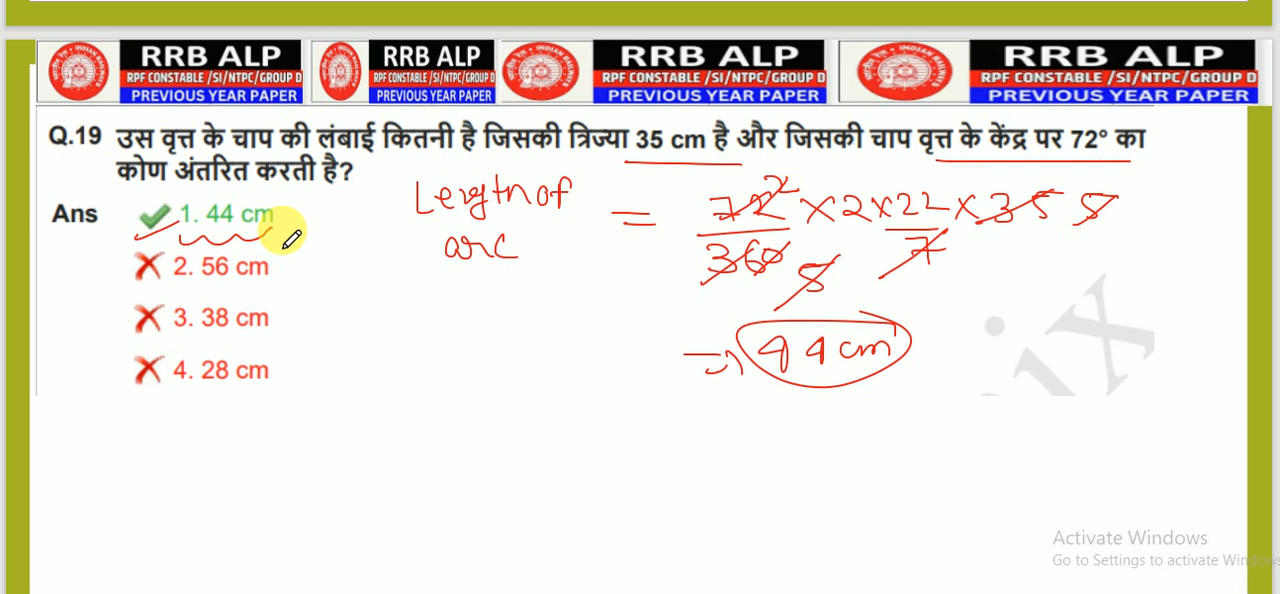 RRB ALP
RPF CONSTABLE /SI/NTPC/GROUP D
PREVIOUS YEAR PAPER
RRB ALP
RPF CONSTABLE /SI/NTPC/GROUP D
PREVIOUS YEAR PAPER
RRB ALP
RPF CONSTABLE /SI/NTPC/GROUP D
PREVIOUS YEAR PAPER
RRB ALP
RPF CONSTABLE /SI/NTPC/GROUP D
PREVIOUS YEAR PAPER
Q.19 उस वृत्त के चाप की लंबाई कितनी है जिसकी त्रिज्या 35 cm है और जिसकी चाप वृत्त के केंद्र पर 72° का
कोण अंतरित करती है?
Ans 1. 44 cm
2. 56 cm
3. 38 cm
4. 28 cm
Length of
arc
= 72 2 × 2 × 22 × 35 5
360 5 7
⇒ 44 cm
Activate Windows
Go to Settings to activate Windows